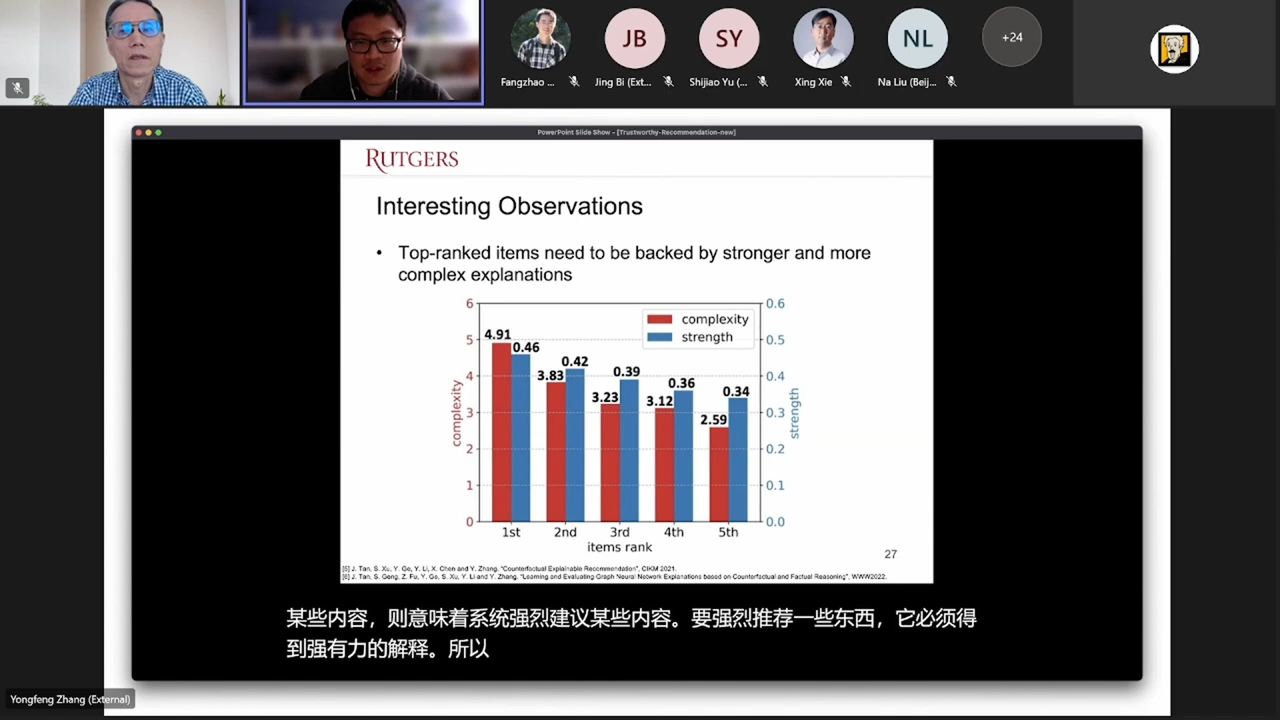 JB
SY
NL
+24
Fangzhao ...
Jing Bi (Ext...
Shijiao Yu (...
Xing Xie
Na Liu (Beij...
PowerPoint Slide Show - [Trustworthy-Recommendation-new]
RUTGERS
Interesting Observations
• Top-ranked items need to be backed by stronger and more
complex explanations
6
5
4
3
2
1
0
complexity
0.6
0.5
0.4
0.3
0.2
0.1
0.0
strength
complexity
strength
4.91
0.46
3.83
0.42
3.23
0.39
3.12
0.36
2.59
0.34
1st
2nd
3rd
4th
5th
items rank
27
[5] J. Tan, S. Xu, Y. Ge, Y. Li, X. Chen and Y. Zhang. "Counterfactual Explainable Recommendation", CIKM 2021.
[6] J. Tan, S. Geng, Z. Fu, Y. Ge, S. Xu, Y. Li and Y. Zhang. "Learning and Evaluating Graph Neural Network Explanations based on Counterfactual and Factual Reasoning", WWW2022.
某些内容，则意味着系统强烈建议某些内容。要强烈推荐一些东西，它必须得
到强有力的解释。所以
Yongfeng Zhang (External)